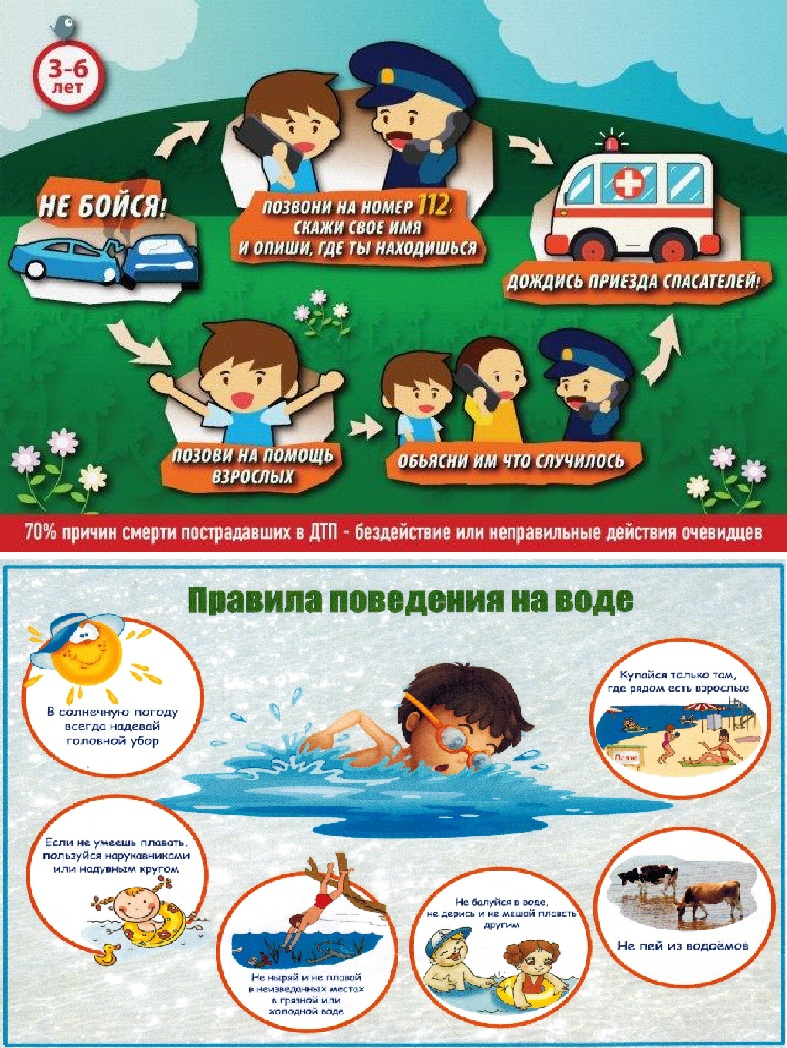 3-6
лет
НЕ БОЙСЯ!
ПОЗВОНИ НА НОМЕР 112,
СКАЖИ СВОЕ ИМЯ
И ОПИШИ, ГДЕ ТЫ НАХОДИШЬСЯ
ДОЖДИСЬ ПРИЕЗДА СПАСАТЕЛЕЙ!
ПОЗОВИ НА ПОМОЩЬ
ВЗРОСЛЫХ
ОБЬЯСНИ ИМ ЧТО СЛУЧИЛОСЬ
70% причин смерти пострадавших в ДТП - бездействие или неправильные действия очевидцев
Правила поведения на воде
В солнечную погоду
всегда надевай
головной убор
Купайся только там,
где рядом есть взрослые
Пляж
Если не умеешь плавать,
пользуйся нарукавниками
или надувным кругом
Не ныряй и не плавай
в неизведанных местах
в грязной или
холодной воде
Не балуйся в воде,
не дерись и не мешай плавать
другим
Не пей из водоёмов